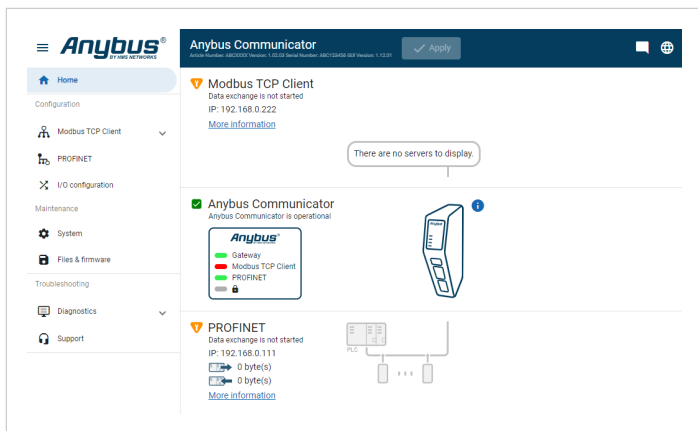 Anybus®
BY HMS NETWORKS
Anybus Communicator
Apply
Home
Configuration
Modbus TCP Client
PROFINET
I/O configuration
Maintenance
System
Files & firmware
Troubleshooting
Diagnostics
Support
Modbus TCP Client
Data exchange is not started
IP: 192.168.0.222
More information
There are no servers to display.
Anybus Communicator
Anybus Communicator is operational
Anybus®
Gateway
Modbus TCP Client
PROFINET
Anybus
PROFINET
Data exchange is not started
IP: 192.168.0.111
0 byte(s)
0 byte(s)
More information
PLC